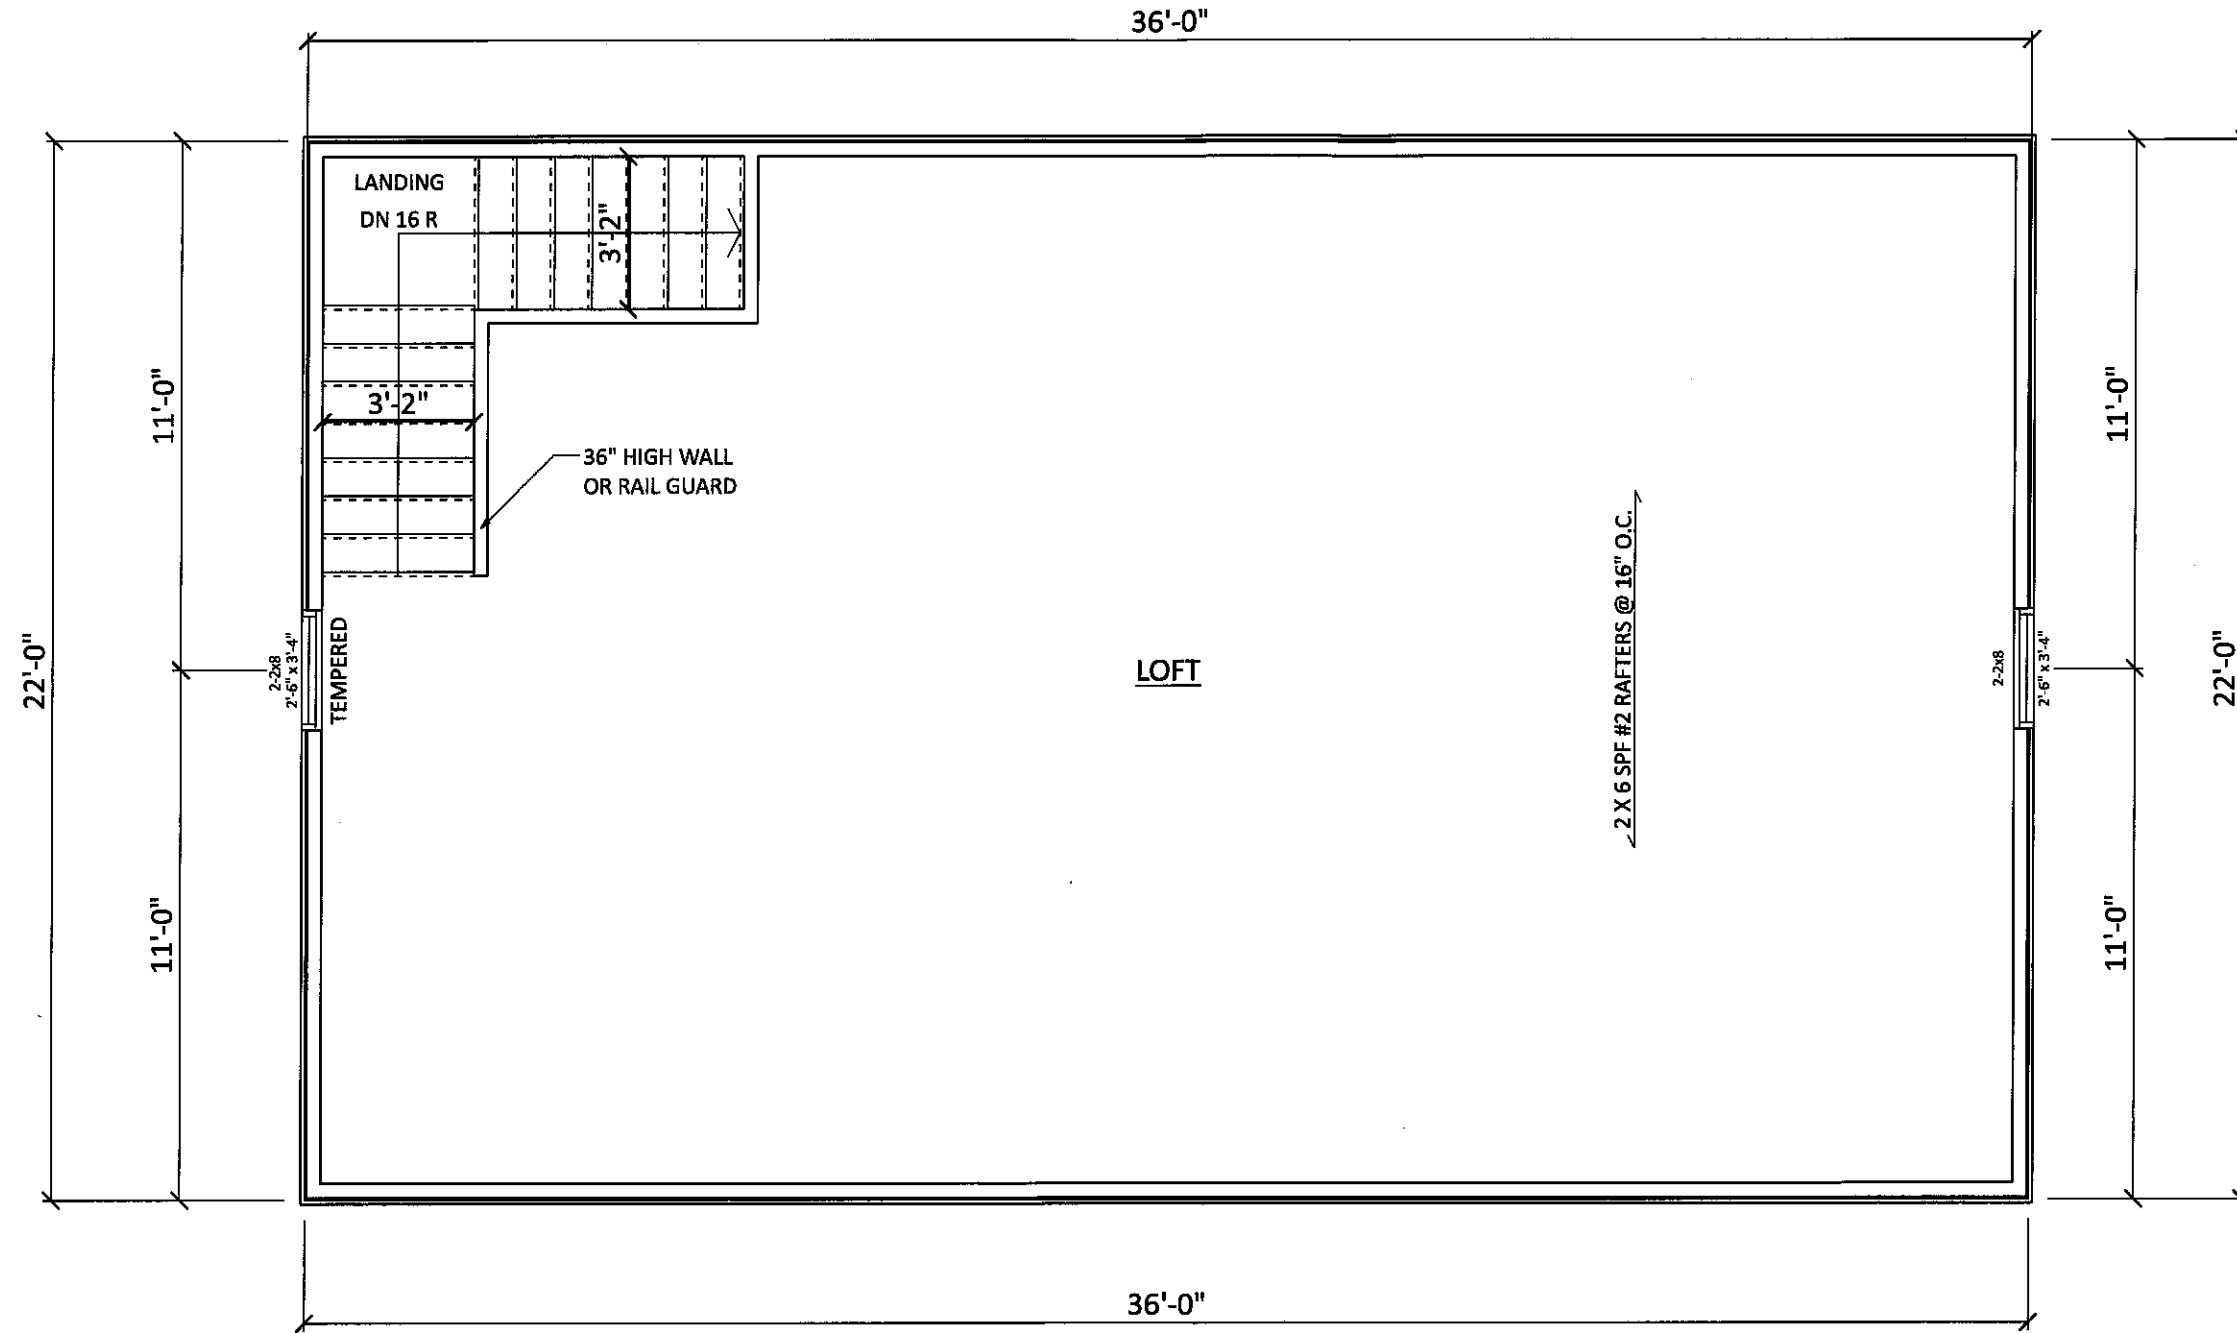 36'-0"
LANDING
DN 16 R
3'-2"
3'-2"
36" HIGH WALL
OR RAIL GUARD
11'-0"
11'-0"
22'-0"
2-2x8
2'-6" x 3'-4"
TEMPERED
LOFT
2 X 6 SPF #2 RAFTERS @ 16" O.C.
2-2x8
2'-6" x 3'-4"
11'-0"
22'-0"
11'-0"
36'-0"